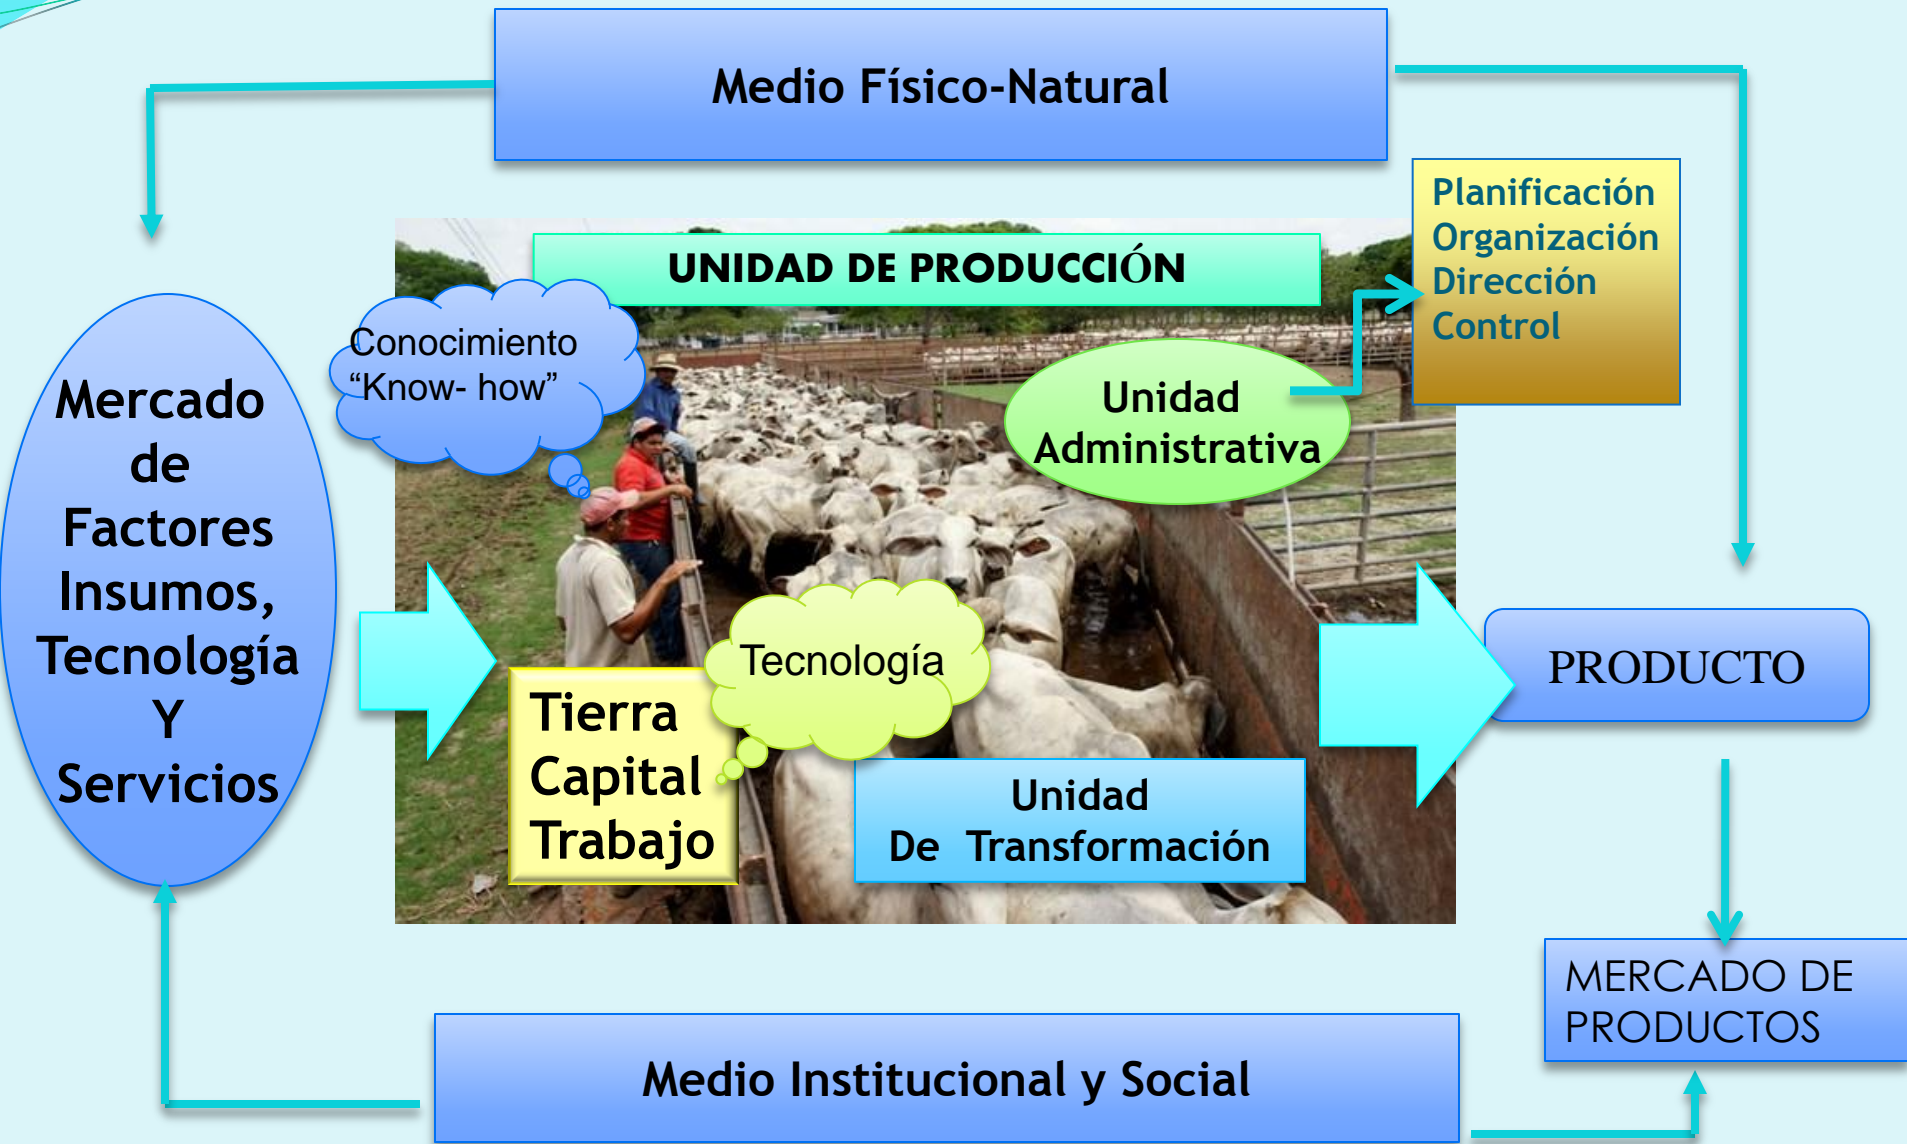 Medio Físico-Natural
Planificación
Organización
Dirección
Control
UNIDAD DE PRODUCCIÓN
Conocimiento
“Know- how”
Unidad
Administrativa
Mercado
de
Factores
Insumos,
Tecnología
Y
Servicios
Tecnología
Tierra
Capital
Trabajo
Unidad
De Transformación
PRODUCTO
MERCADO DE
PRODUCTOS
Medio Institucional y Social